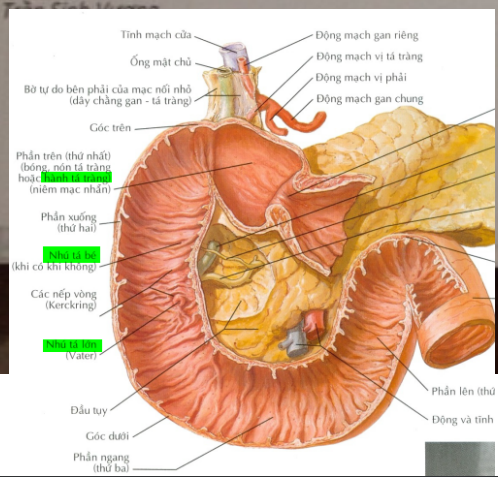 Trần Sinh Vương
Tĩnh mạch cửa
Ống mật chủ
Bờ tự do bên phải của mạc nối nhỏ
(dây chằng gan - tá tràng)
Góc trên
Phần trên (thứ nhất)
(bóng, nón tá tràng
hoặc hành tá tràng)
(niêm mạc nhẵn)
Phần xuống
(thứ hai)
Nhú tá bé
(khi có khi không)
Các nếp vòng
(Kerckring)
Nhú tá lớn
(Vater)
Đầu tụy
Góc dưới
Phần ngang
(thứ ba)
Động mạch gan riêng
Động mạch vị tá tràng
Động mạch vị phải
Động mạch gan chung
Phần lên (thứ
Động và tĩnh